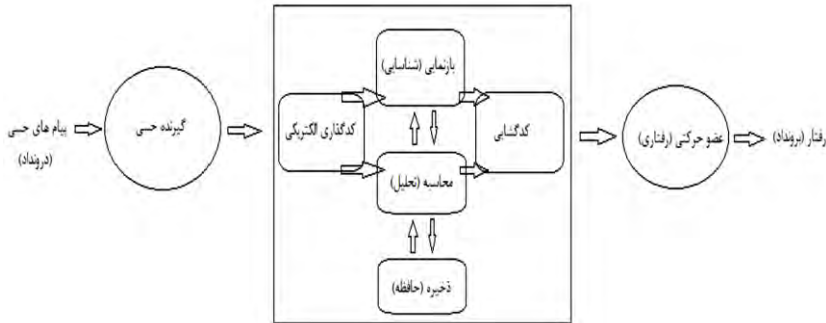 پیام های حسی
(درونداد)
گیرنده حسی
کدگذاری الکتریکی
بازنمایی (شناسایی)
محاسبه (تحلیل)
ذخیره (حافظه)
کدگشایی
عضو حرکتی (رفتاری)
رفتار (برونداد)